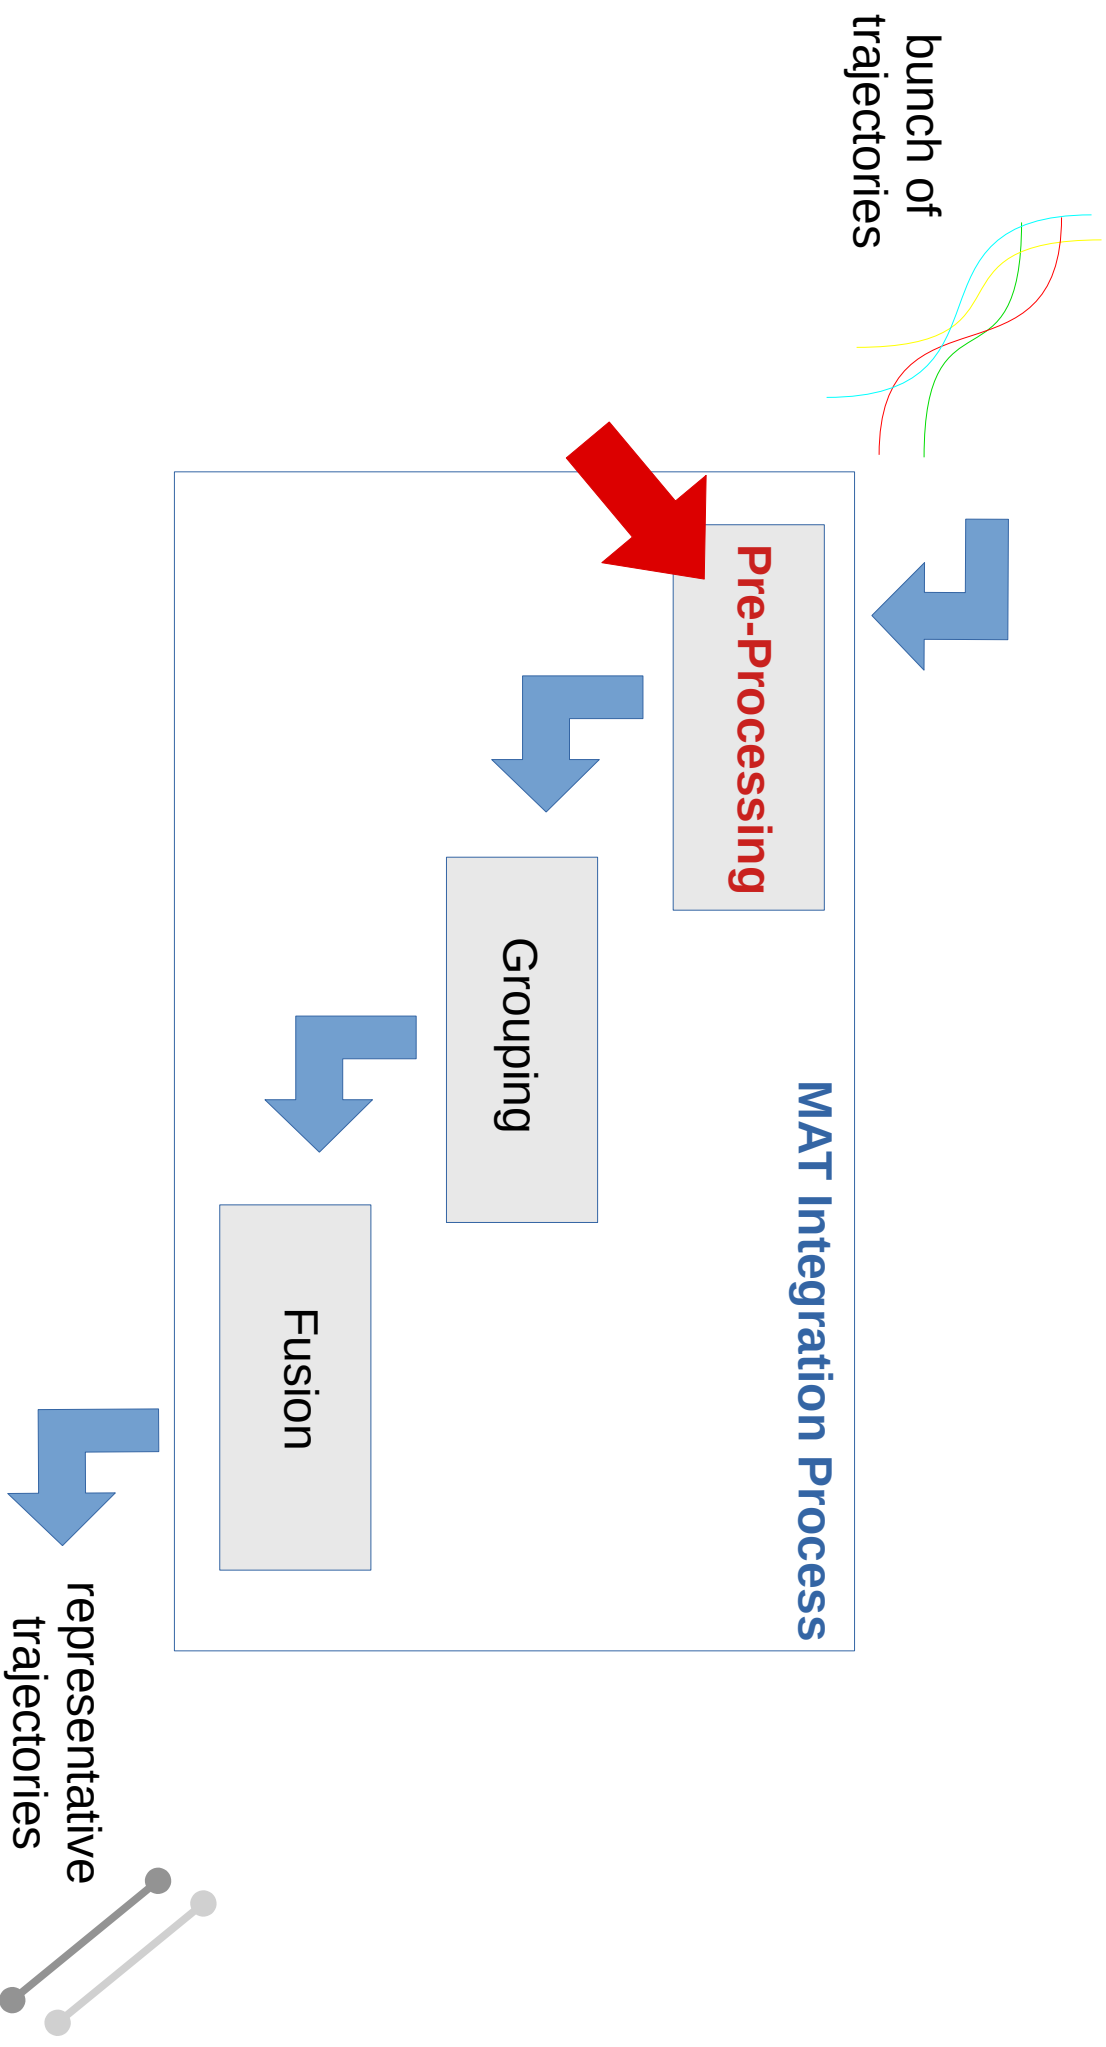 bunch of
trajectories
MAT Integration Process
Pre-Processing
Grouping
Fusion
representative
trajectories